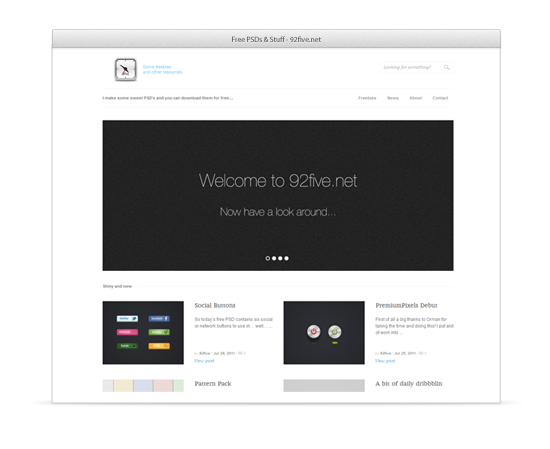 Free PSDs & Stuff - 92five.net
Some freebies
and other resources.
Looking for something?
I make some sweet PSD's and you can download them for free...
Freebies News About Contact
Welcome to 92five.net
Now have a look around...
Shiny and new
Social Buttons
So today's free PSD contains six social
or network buttons to use in... well... ...
by 92five - Jul 28, 2011
View post
PremiumPixels Debut
First of all a big thanks to Orman for
taking the time and doing this! I put alot
of work into ...
by 92five - Jul 25, 2011
View post
Pattern Pack
A bit of daily dribbblin